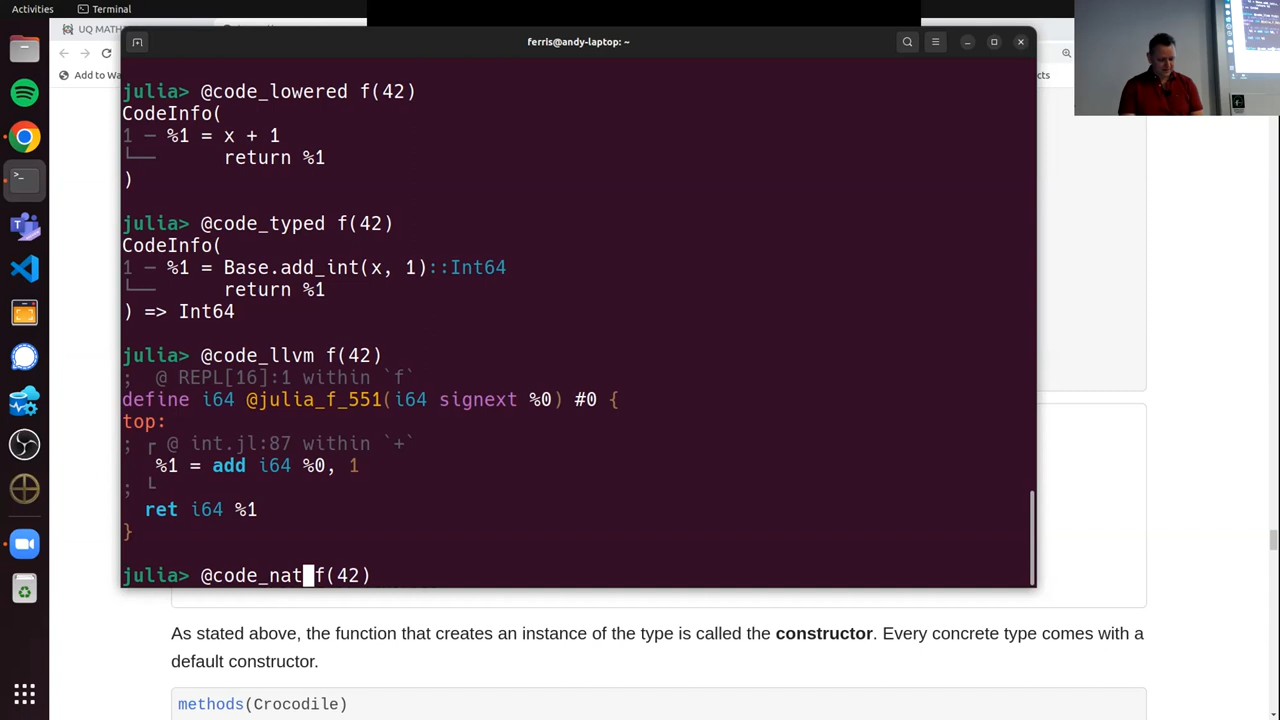 Activities
Terminal
UQ MATH
ferris@andy-laptop: ~
Add to Wa
cts
julia> @code_lowered f(42)
CodeInfo(
1 ─ %1 = x + 1
└──      return %1
)
julia> @code_typed f(42)
CodeInfo(
1 ─ %1 = Base.add_int(x, 1)::Int64
└──      return %1
) => Int64
julia> @code_llvm f(42)
;  @ REPL[16]:1 within `f`
define i64 @julia_f_551(i64 signext %0) #0 {
top:
; ┌ @ int.jl:87 within `+`
   %1 = add i64 %0, 1
; └
  ret i64 %1
}
julia> @code_nat f(42)
As stated above, the function that creates an instance of the type is called the constructor. Every concrete type comes with a
default constructor.
methods(Crocodile)